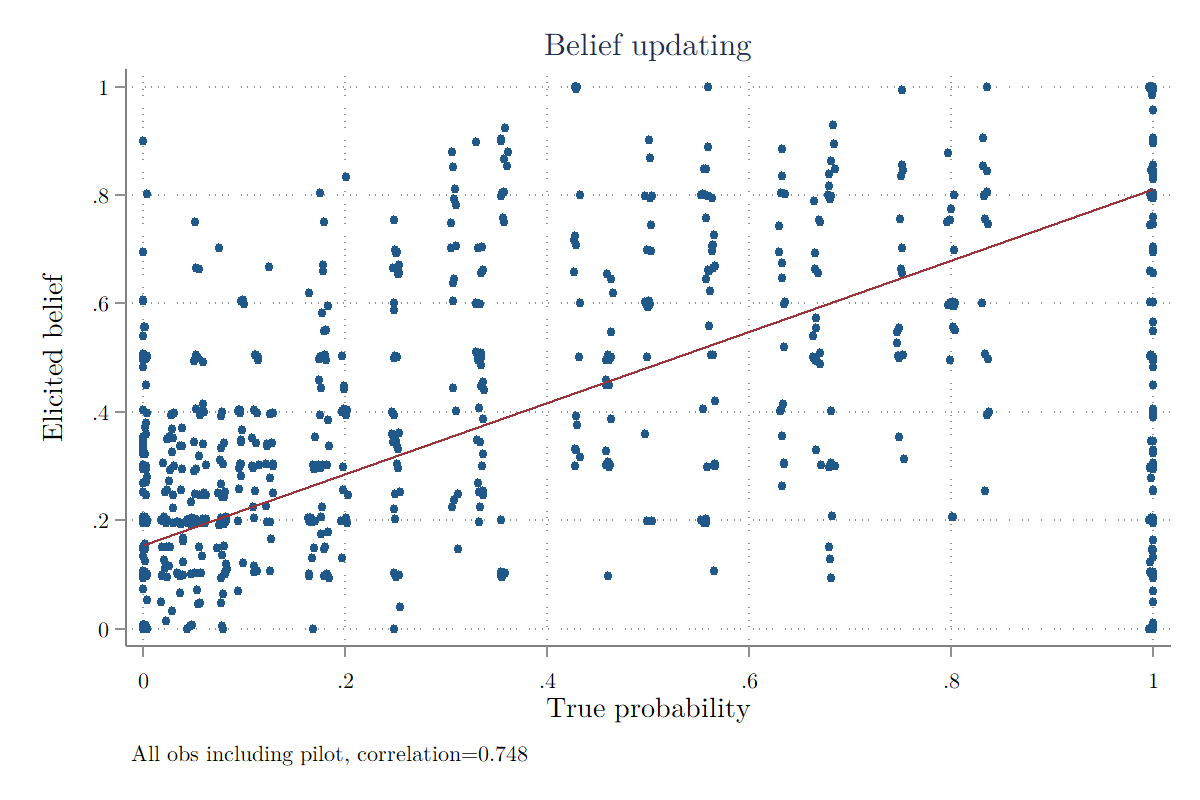 Belief updating
Elicited belief
1
.8
.6
.4
.2
0
0 .2 .4 .6 .8 1
True probability
All obs including pilot, correlation=0.748